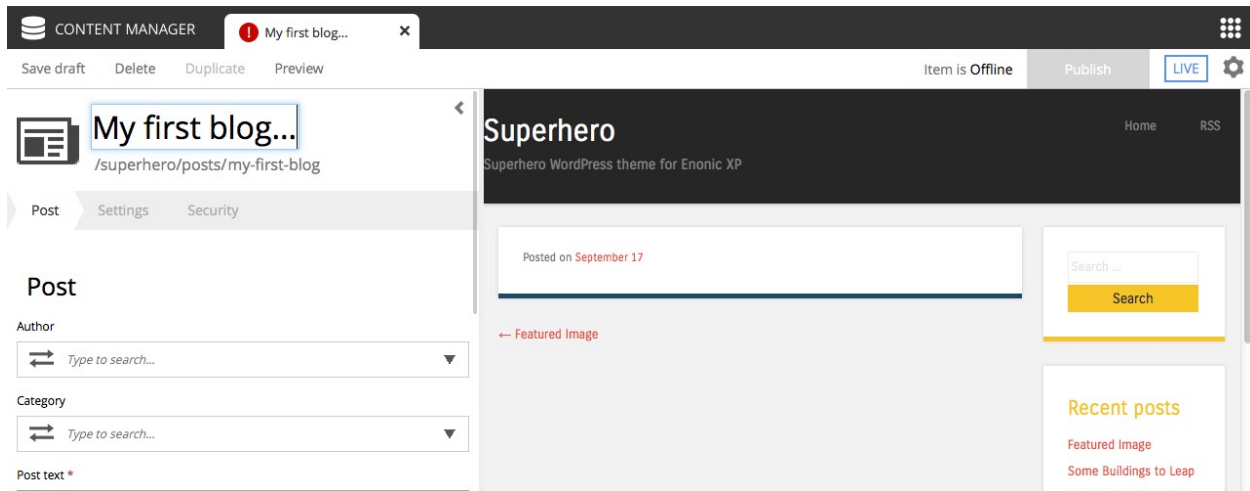 CONTENT MANAGER
My first blog...
Save draft Delete Duplicate Preview Item is Offline Publish LIVE
My first blog...
/superhero/posts/my-first-blog
Post Settings Security
Post
Author
Type to search...
Category
Type to search...
Post text *
Superhero
Superhero WordPress theme for Enonic XP
Home RSS
Posted on September 17
← Featured Image
Search ...
Search
Recent posts
Featured Image
Some Buildings to Leap